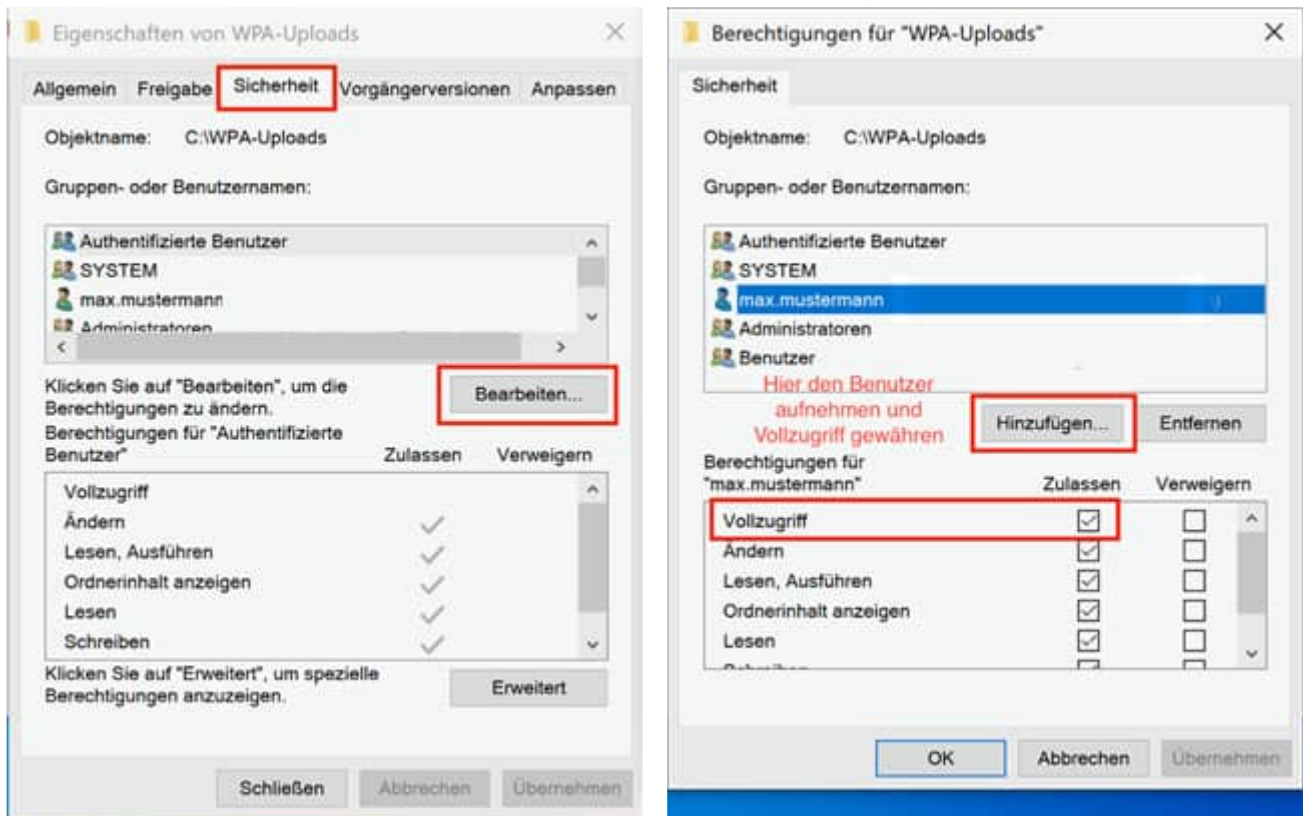 Eigenschaften von WPA-Uploads
Allgemein Freigabe Sicherheit Vorgängerversionen Anpassen
Objektname: C:\WPA-Uploads
Gruppen- oder Benutzernamen:
Authentifizierte Benutzer
SYSTEM
max.mustermann
Administratoren
Klicken Sie auf "Bearbeiten", um die
Berechtigungen zu ändern.
Bearbeiten...
Berechtigungen für "Authentifizierte
Benutzer"
Zulassen Verweigern
Vollzugriff
Ändern
Lesen, Ausführen
Ordnerinhalt anzeigen
Lesen
Schreiben
Klicken Sie auf "Erweitert", um spezielle
Berechtigungen anzuzeigen.
Erweitert
Schließen Abbrechen Übernehmen
Berechtigungen für "WPA-Uploads"
Sicherheit
Objektname: C:\WPA-Uploads
Gruppen- oder Benutzernamen:
Authentifizierte Benutzer
SYSTEM
max.mustermann
Administratoren
Benutzer
Hier den Benutzer
aufnehmen und
Vollzugriff gewähren
Hinzufügen... Entfernen
Berechtigungen für
"max.mustermann"
Zulassen Verweigern
Vollzugriff
Ändern
Lesen, Ausführen
Ordnerinhalt anzeigen
Lesen
OK Abbrechen Übernehmen